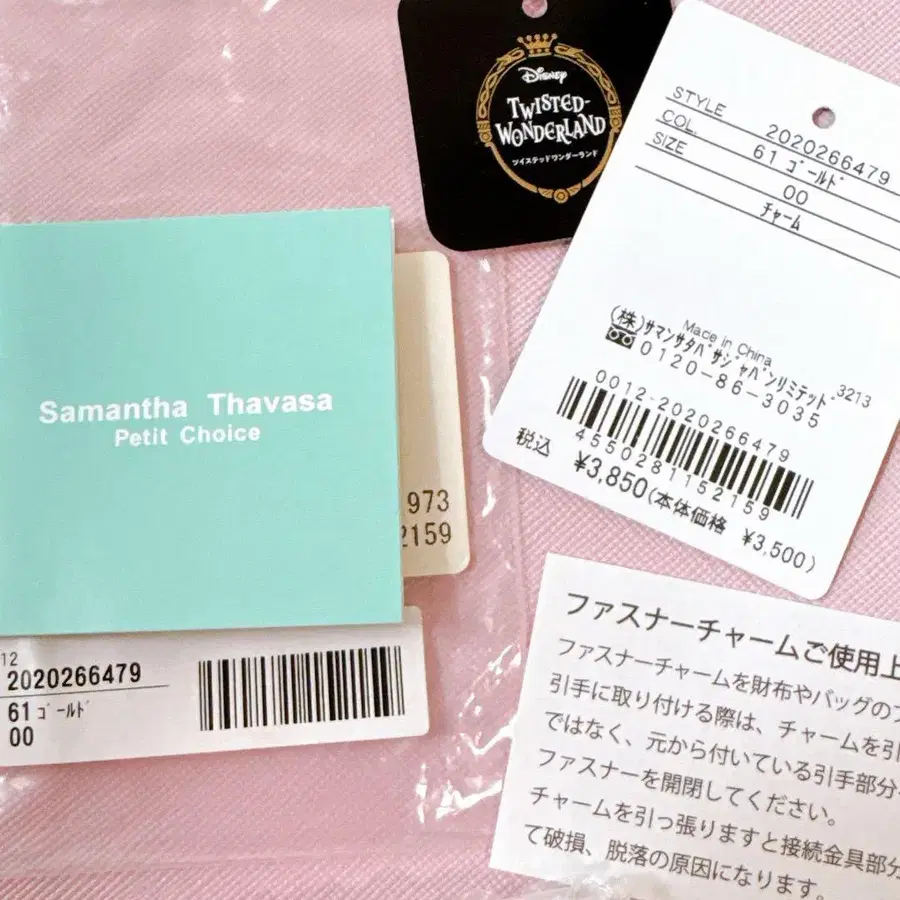 Disney
TWISTED-
WONDERLAND
ツイステッドワンダーランド
STYLE 2020266479
COL. 61 ゴールド
SIZE 00
チャーム
Made in China
(株)サマンサタバサジャパンリミテッド 3213
0120-86-3035
0012-2020266479
4550281152159
税込 ¥3,850(本体価格 ¥3,500)
Samantha Thavasa
Petit Choice
973
2159
12
2020266479
61 ゴールド
00
ファスナーチャームご使用上
ファスナーチャームを財布やバッグの
引手に取り付ける際は、チャームを引
ではなく、元から付いている引手部分
ファスナーを開閉してください。
チャームを引っ張りますと接続金具部分
て破損、脱落の原因になります。